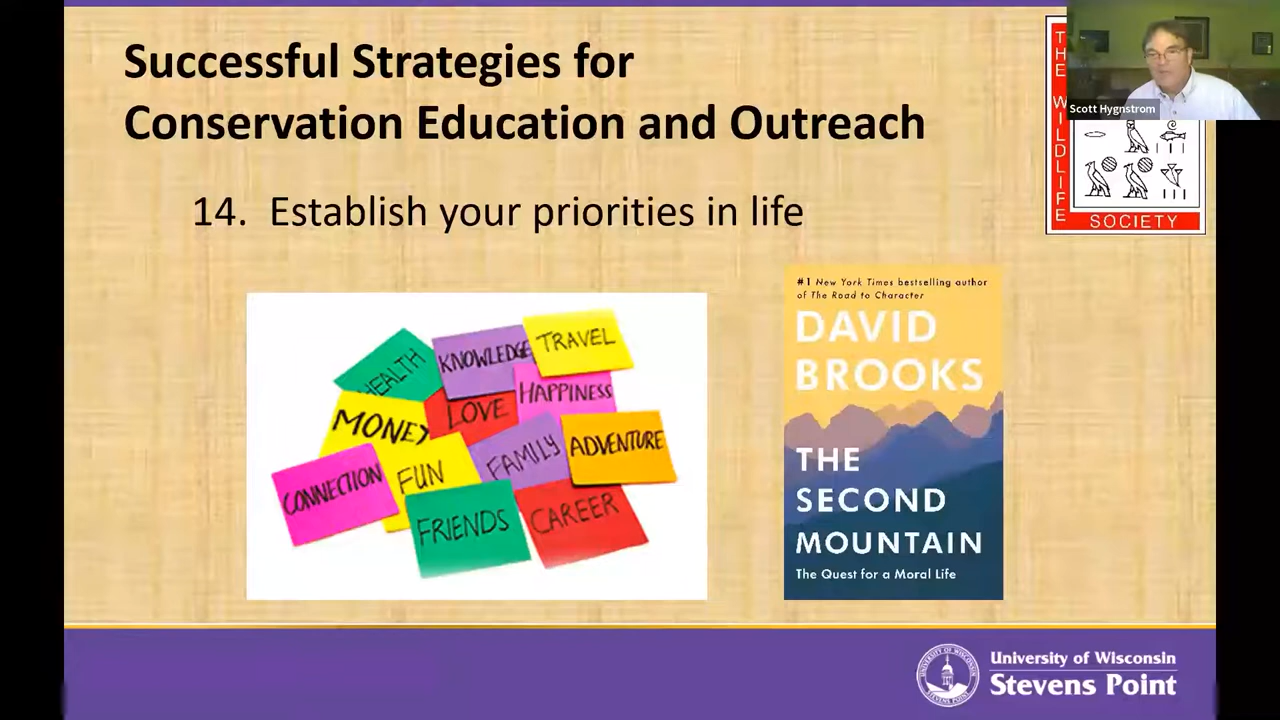 Successful Strategies for
Conservation Education and Outreach
14. Establish your priorities in life
THE WILDLIFE
SOCIETY
Scott Hygnstrom
HEALTH
KNOWLEDGE
TRAVEL
MONEY
LOVE
HAPPINESS
CONNECTION
FUN
FAMILY
ADVENTURE
FRIENDS
CAREER
#1 New York Times bestselling author
of The Road to Character
DAVID
BROOKS
THE
SECOND
MOUNTAIN
The Quest for a Moral Life
University of Wisconsin
Stevens Point